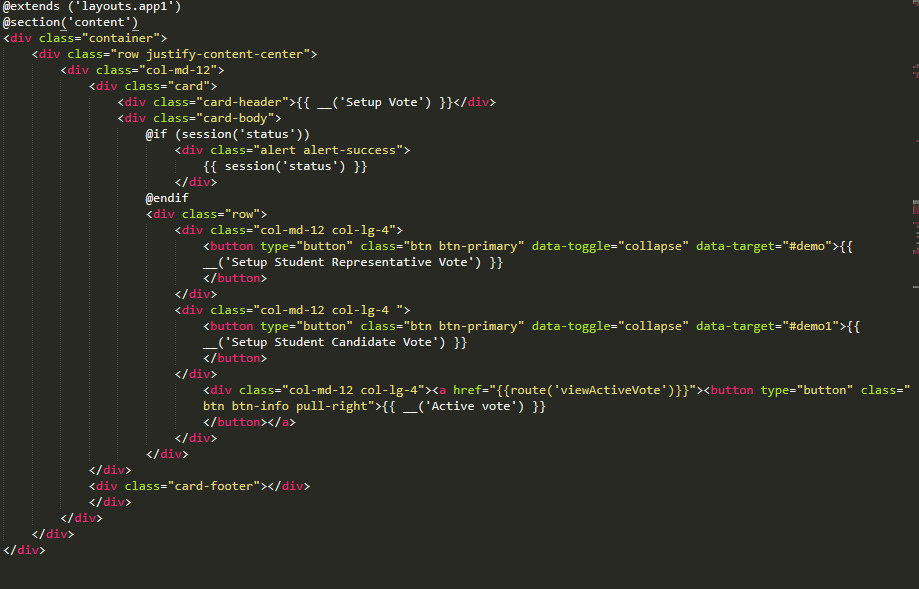 @extends ('layouts.app1')
@section('content')
<div class="container">
<div class="row justify-content-center">
<div class="col-md-12">
<div class="card">
<div class="card-header">{{ __('Setup Vote') }}</div>
<div class="card-body">
@if (session('status'))
<div class="alert alert-success">
{{ session('status') }}
</div>
@endif
<div class="row">
<div class="col-md-12 col-lg-4">
<button type="button" class="btn btn-primary" data-toggle="collapse" data-target="#demo">{{
__('Setup Student Representative Vote') }}
</button>
</div>
<div class="col-md-12 col-lg-4 ">
<button type="button" class="btn btn-primary" data-toggle="collapse" data-target="#demo1">{{
__('Setup Student Candidate Vote') }}
</button>
</div>
<div class="col-md-12 col-lg-4"><a href="{{route('viewActiveVote')}}"><button type="button" class="
btn btn-info pull-right">{{ __('Active vote') }}
</button></a>
</div>
</div>
</div>
<div class="card-footer"></div>
</div>
</div>
</div>
</div>